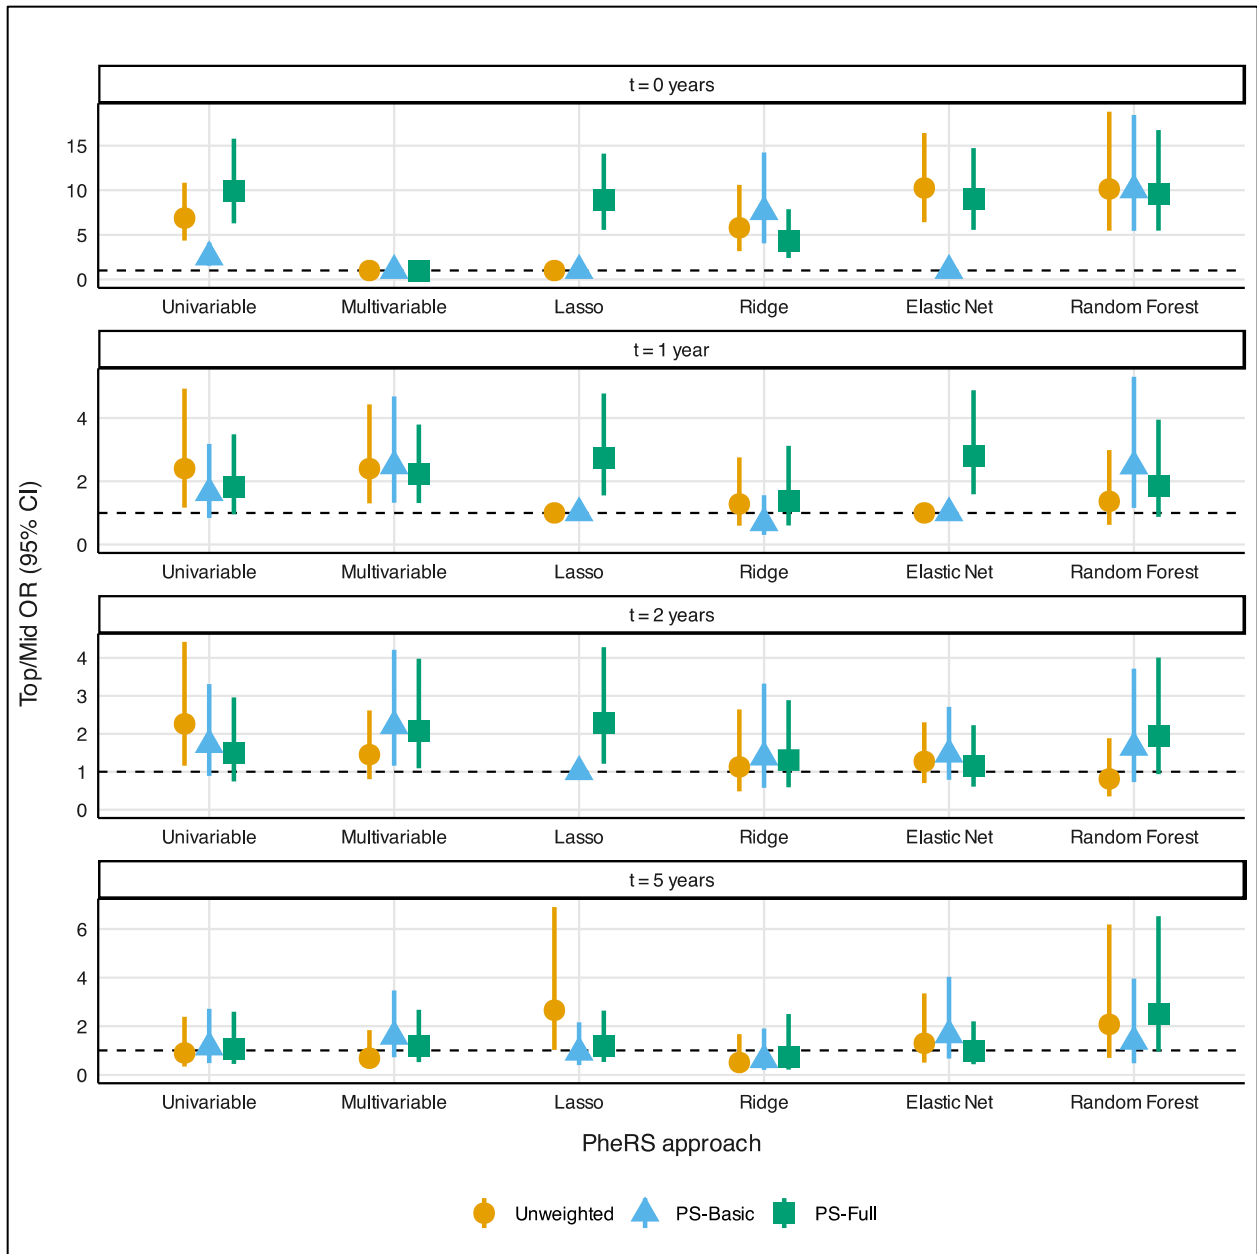 t = 0 years
15
10
5
0
Univariable Multivariable Lasso Ridge Elastic Net Random Forest
t = 1 year
4
2
0
Univariable Multivariable Lasso Ridge Elastic Net Random Forest
t = 2 years
4
3
2
1
0
Univariable Multivariable Lasso Ridge Elastic Net Random Forest
t = 5 years
6
4
2
0
Univariable Multivariable Lasso Ridge Elastic Net Random Forest
Top/Mid OR (95% CI)
PheRS approach
Unweighted PS-Basic PS-Full